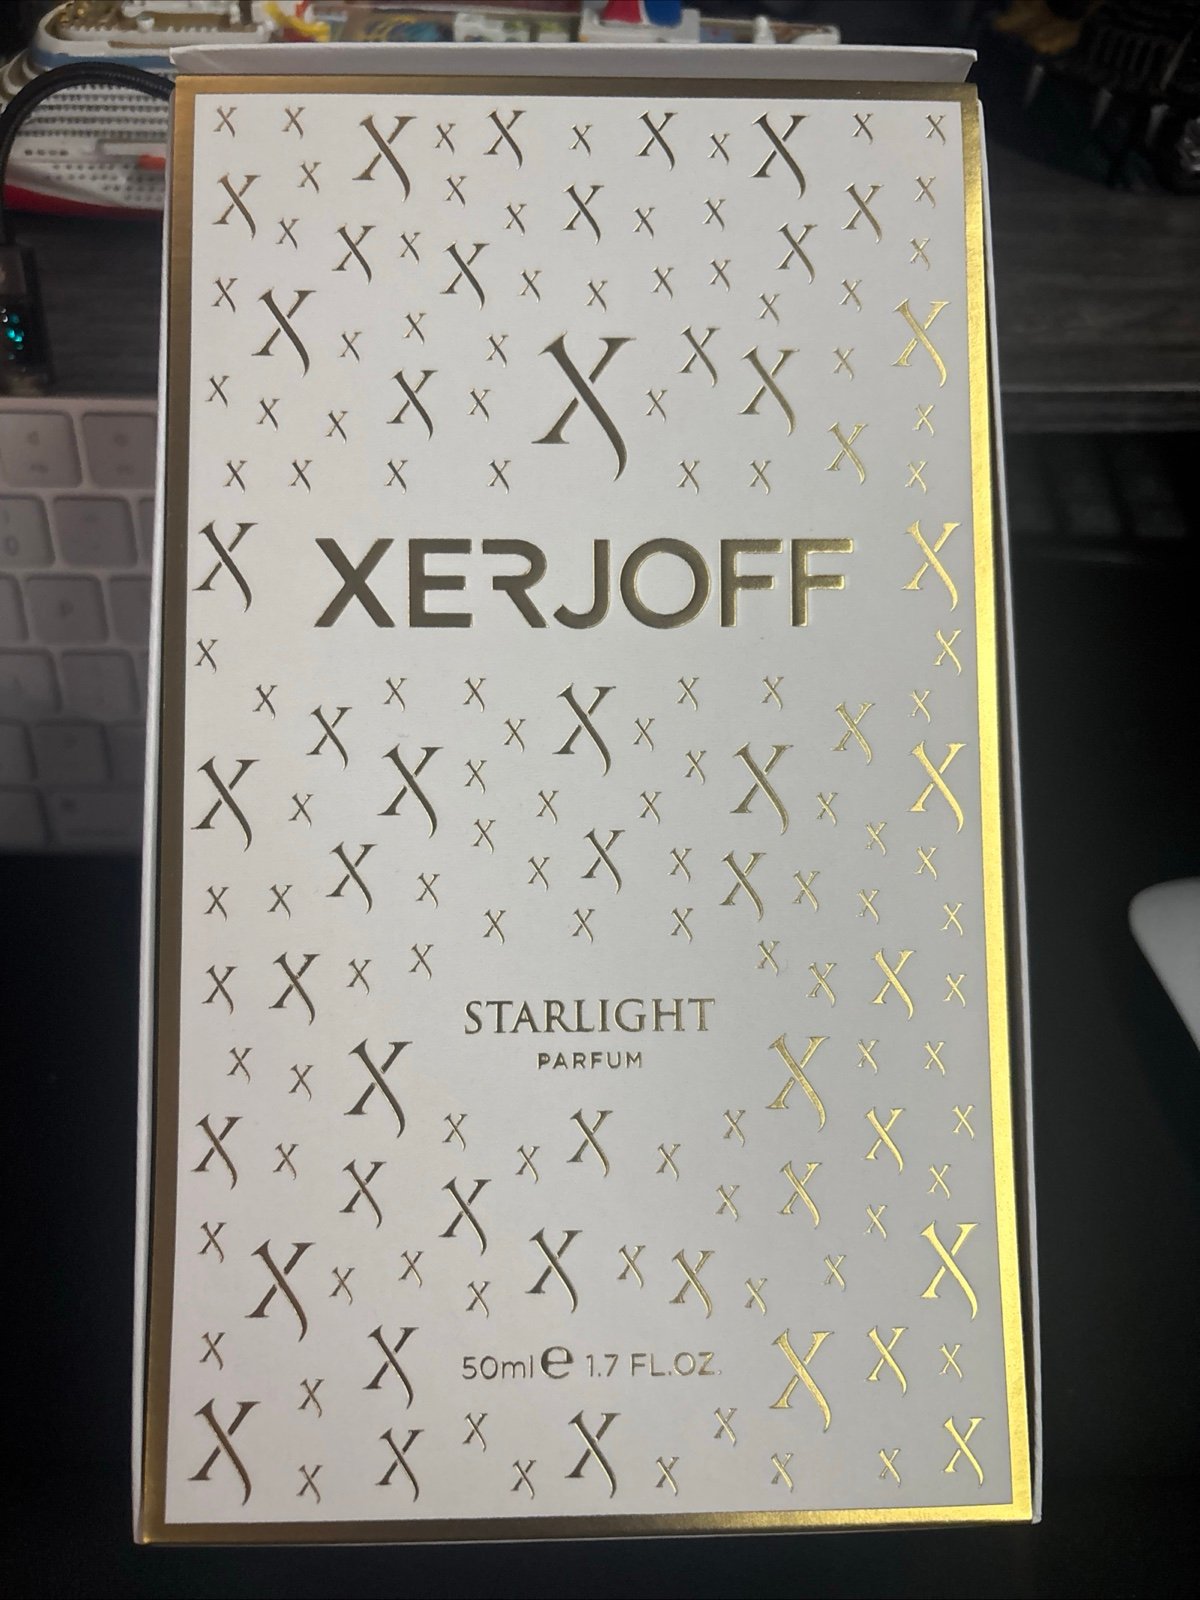 XERJOFF
STARLIGHT
PARFUM
50ml e 1.7 FL.OZ.